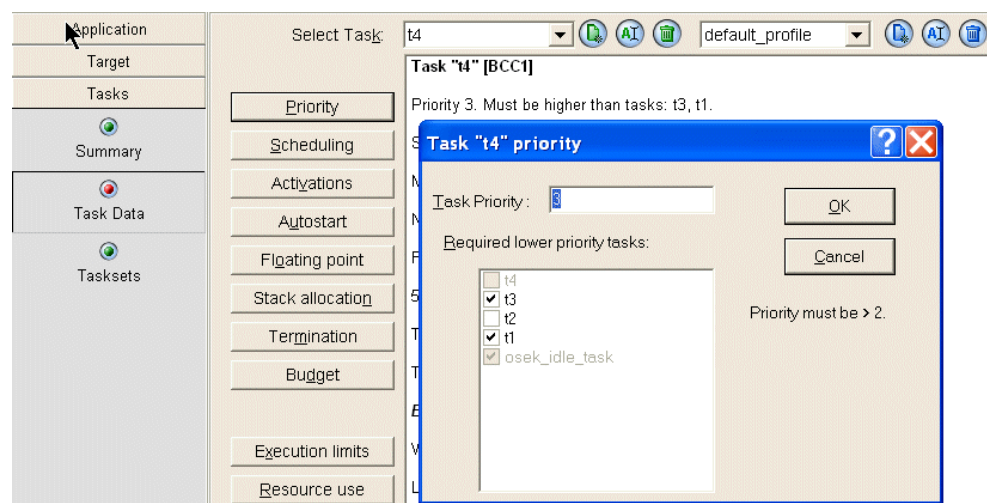 Application
Target
Tasks
Summary
Task Data
Tasksets
Select Task: t4 default_profile
Task "t4" [BCC1]
Priority 3. Must be higher than tasks: t3, t1.
Priority
Scheduling
Activations
Autostart
Floating point
Stack allocation
Termination
Budget
Execution limits
Resource use
Task "t4" priority
Task Priority : 3
Required lower priority tasks:
t4
t3
t2
t1
osek_idle_task
OK
Cancel
Priority must be > 2.